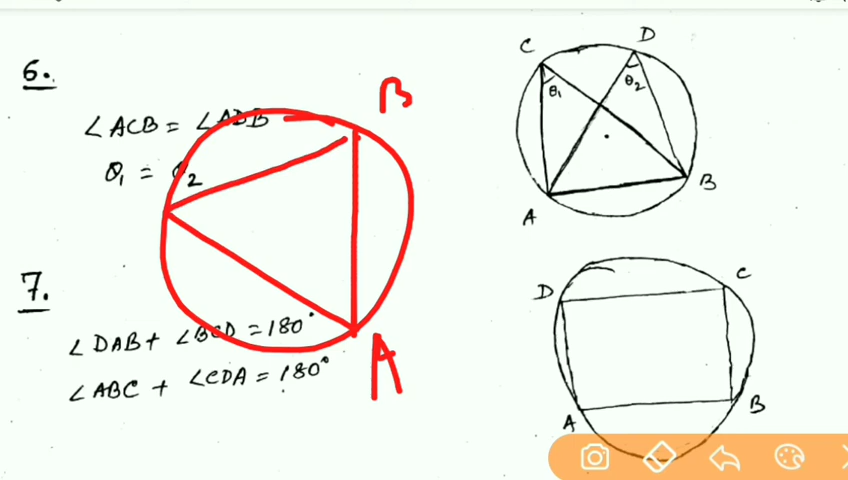 6.
∠ACB = ∠ADB
θ₁ = θ₂
7.
∠DAB + ∠BCD = 180°
∠ABC + ∠CDA = 180°
B
A
C
D
θ₁
θ₂
A
B
D
C
A
B